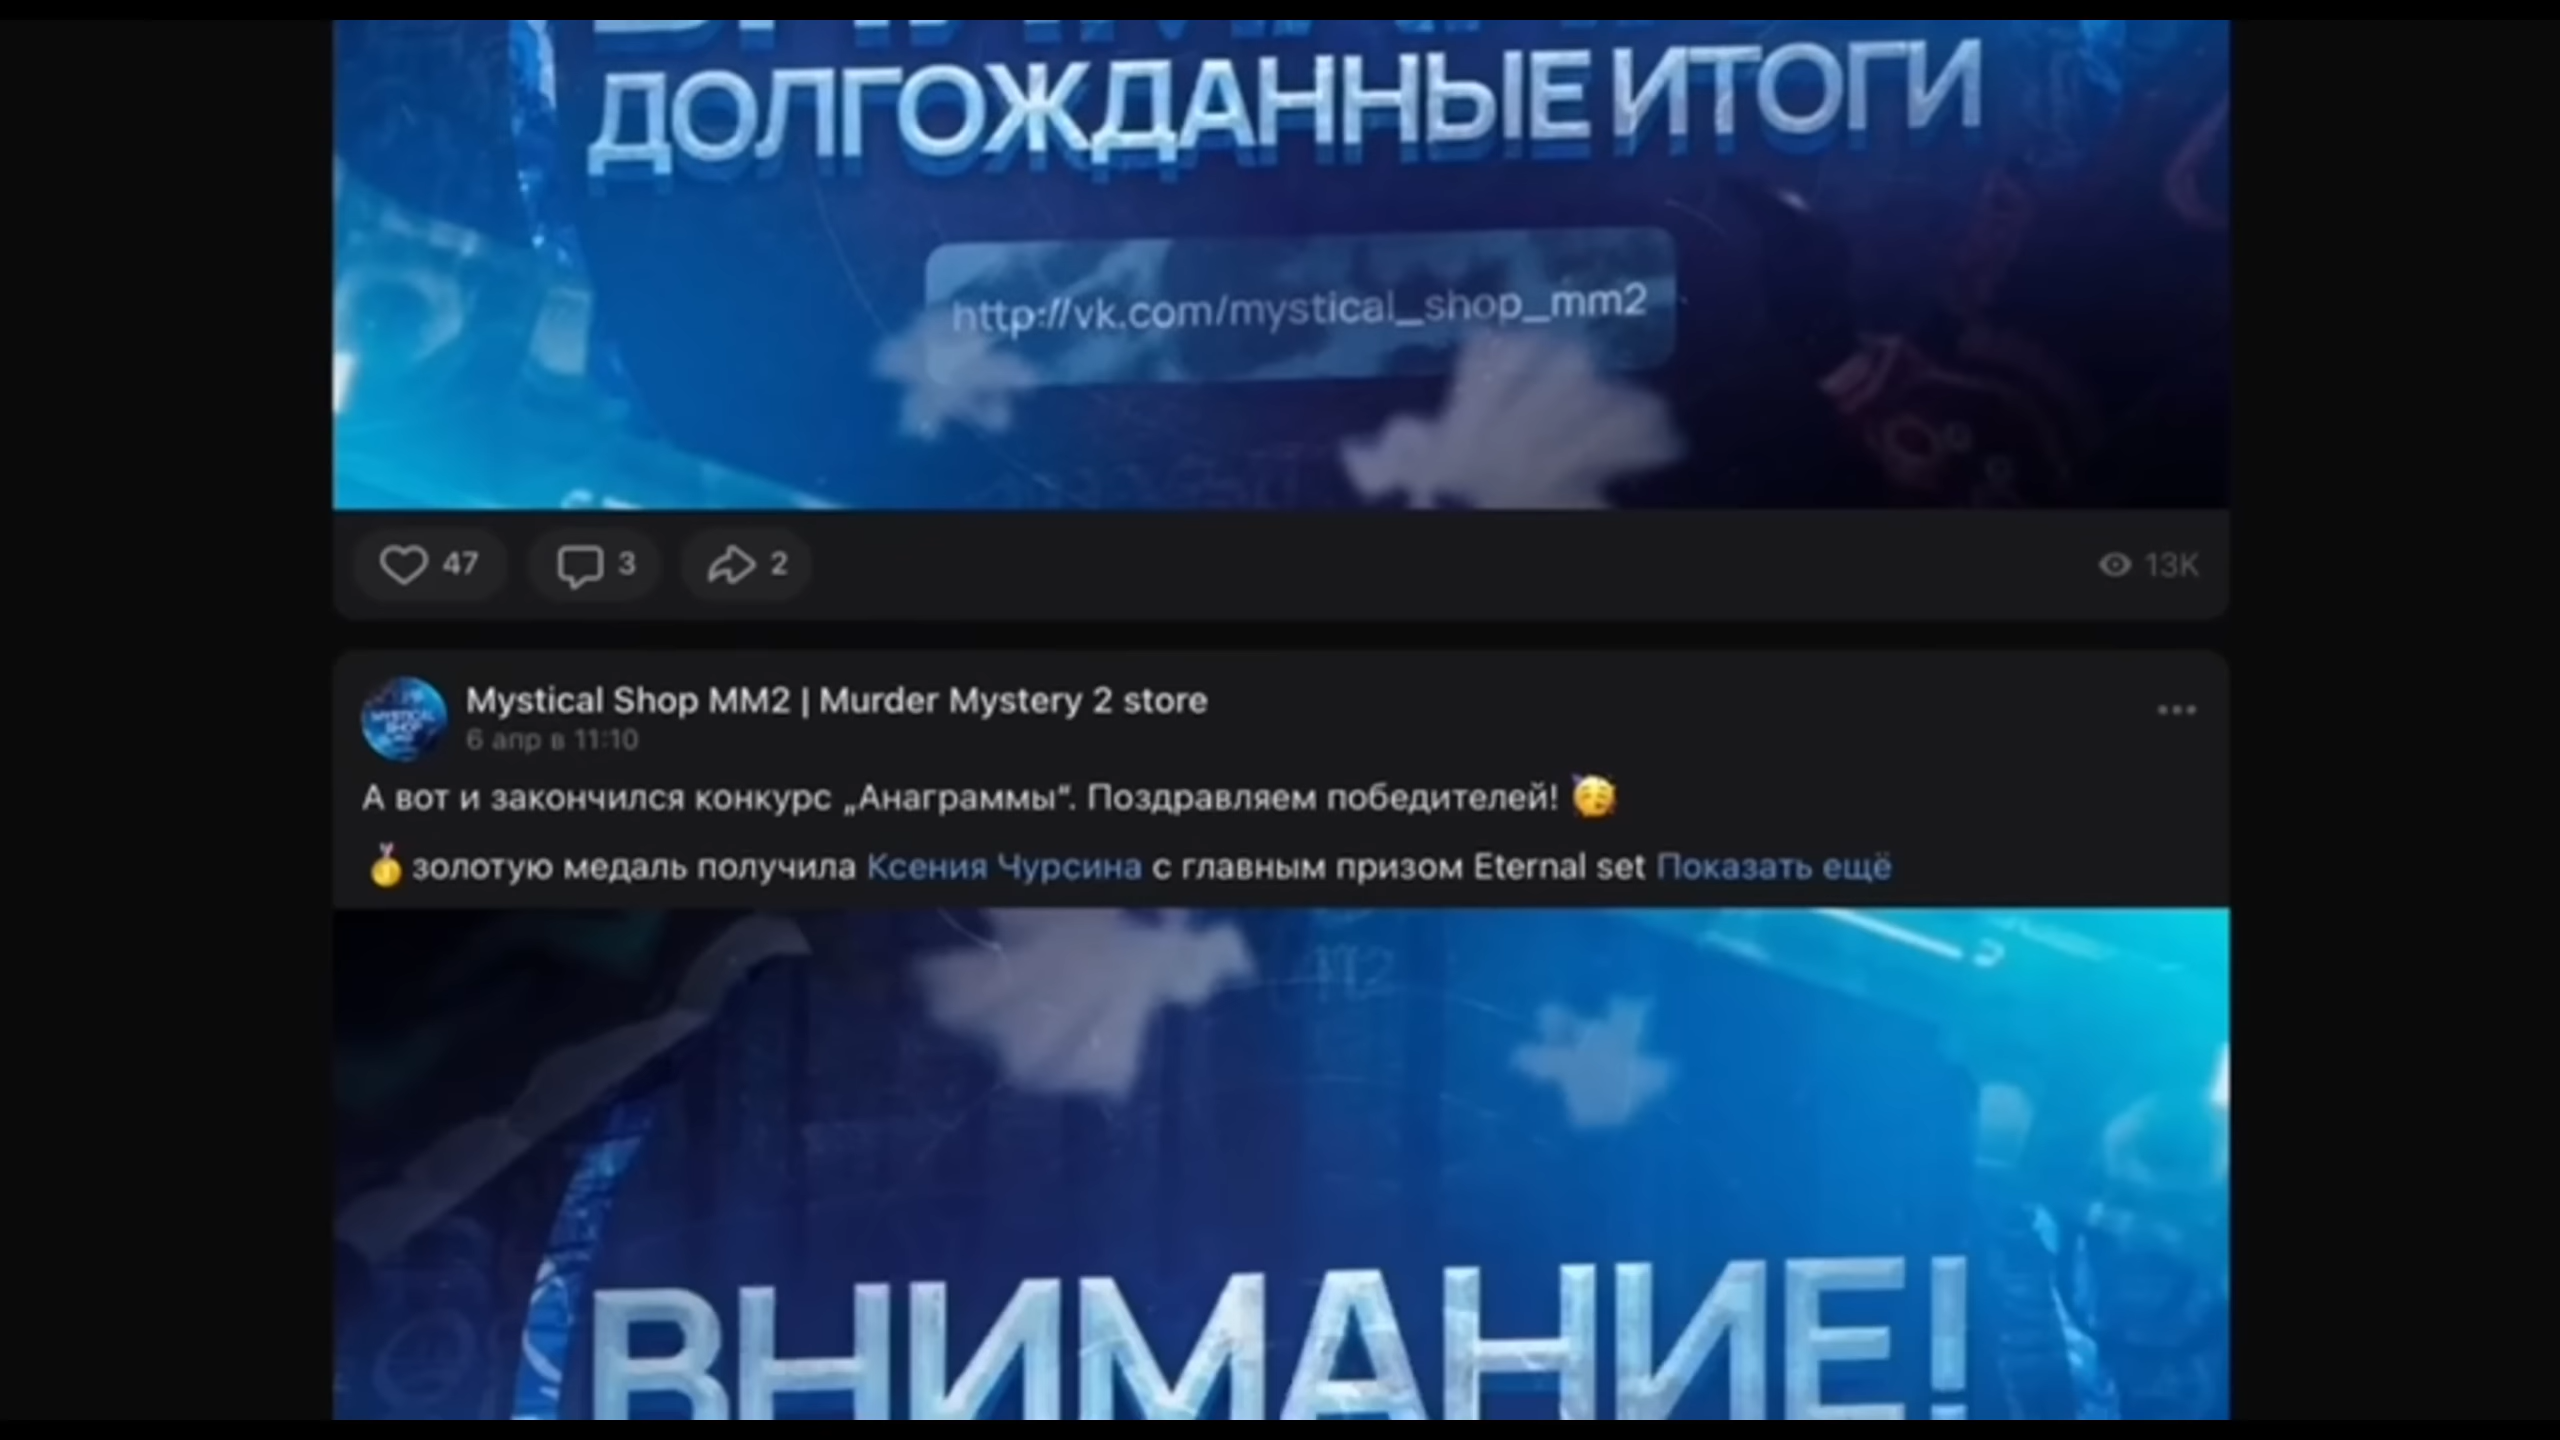 ДОЛГОЖДАННЫЕ ИТОГИ
http://vk.com/mystical_shop_mm2
47
3
2
13K
Mystical Shop MM2 | Murder Mystery 2 store
6 апр в 11:10
А вот и закончился конкурс „Анаграммы“. Поздравляем победителей! 🥳
🥇золотую медаль получила Ксения Чурсина с главным призом Eternal set Показать ещё
ВНИМАНИЕ!